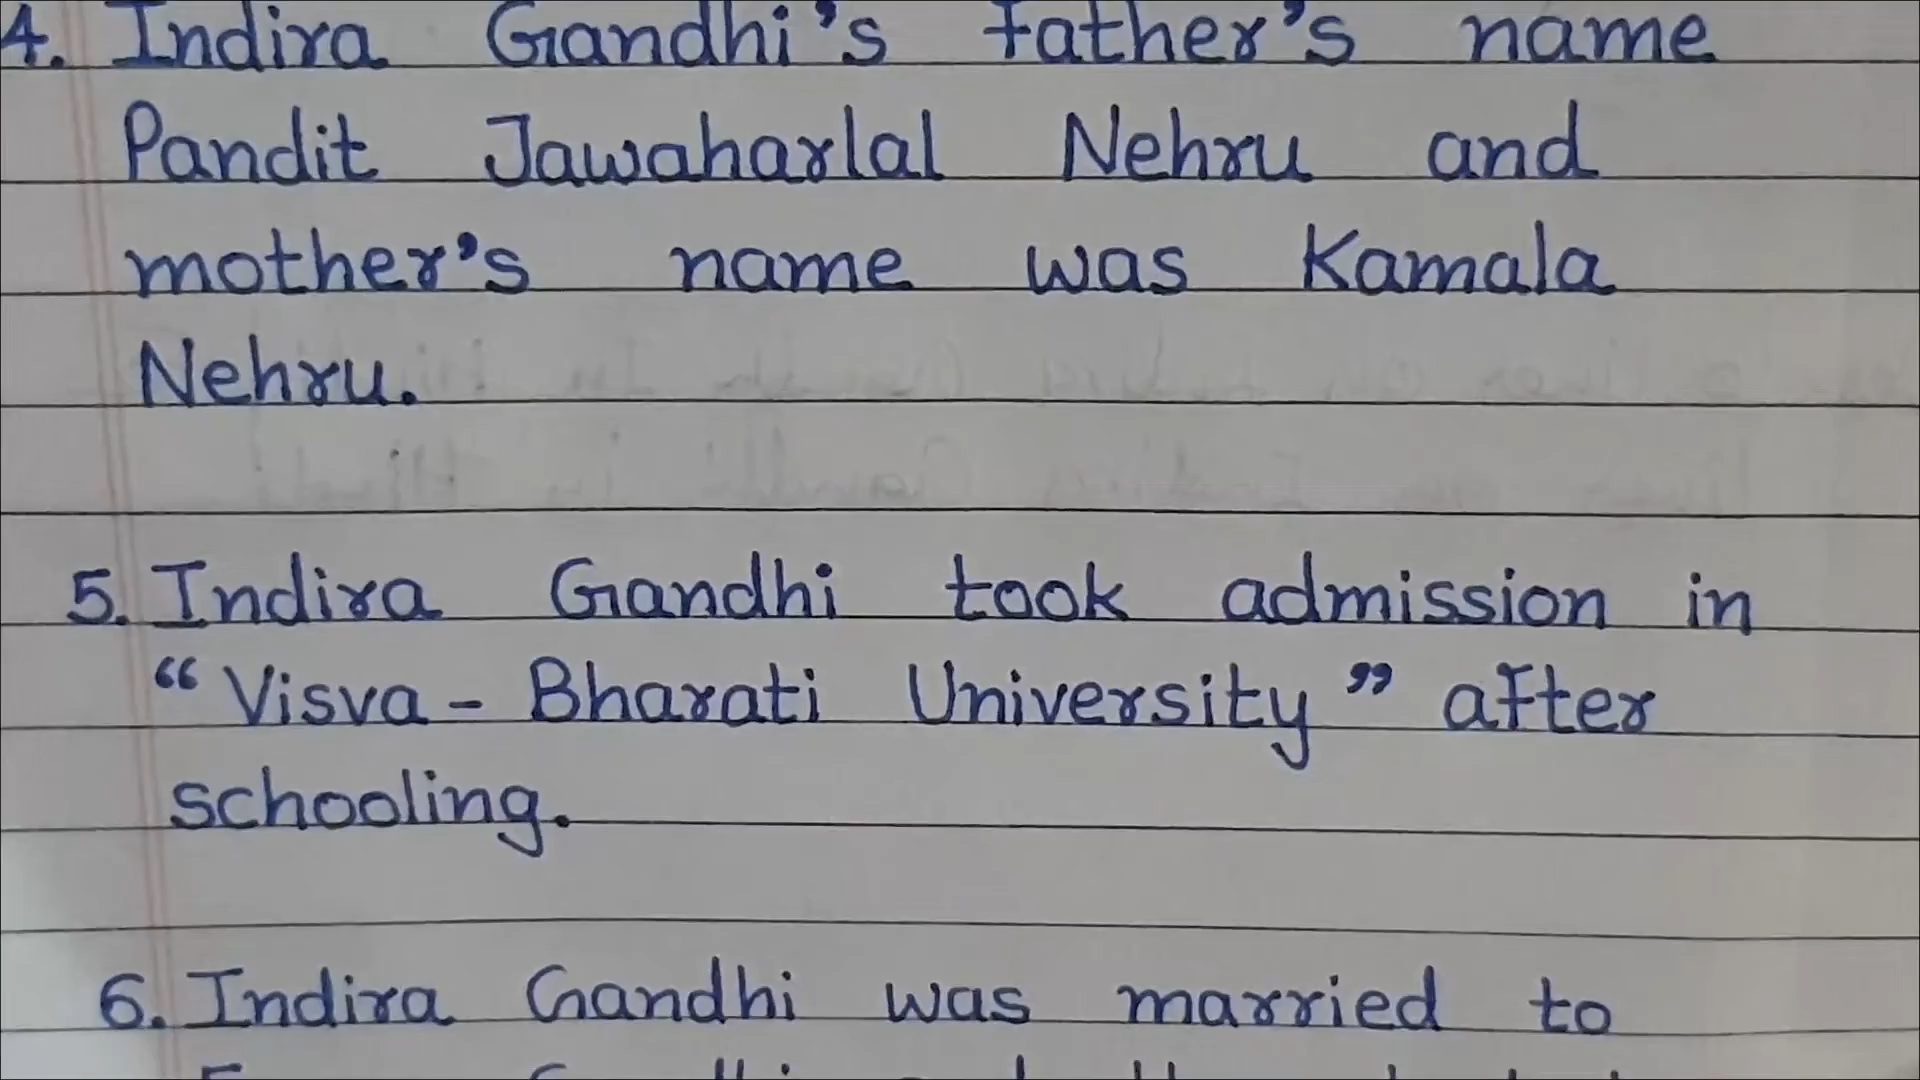 4. Indira Gandhi's father's name
Pandit Jawaharlal Nehru and
mother's name was Kamala
Nehru.
5. Indira Gandhi took admission in
“Visva - Bharati University” after
schooling.
6. Indira Gandhi was married to